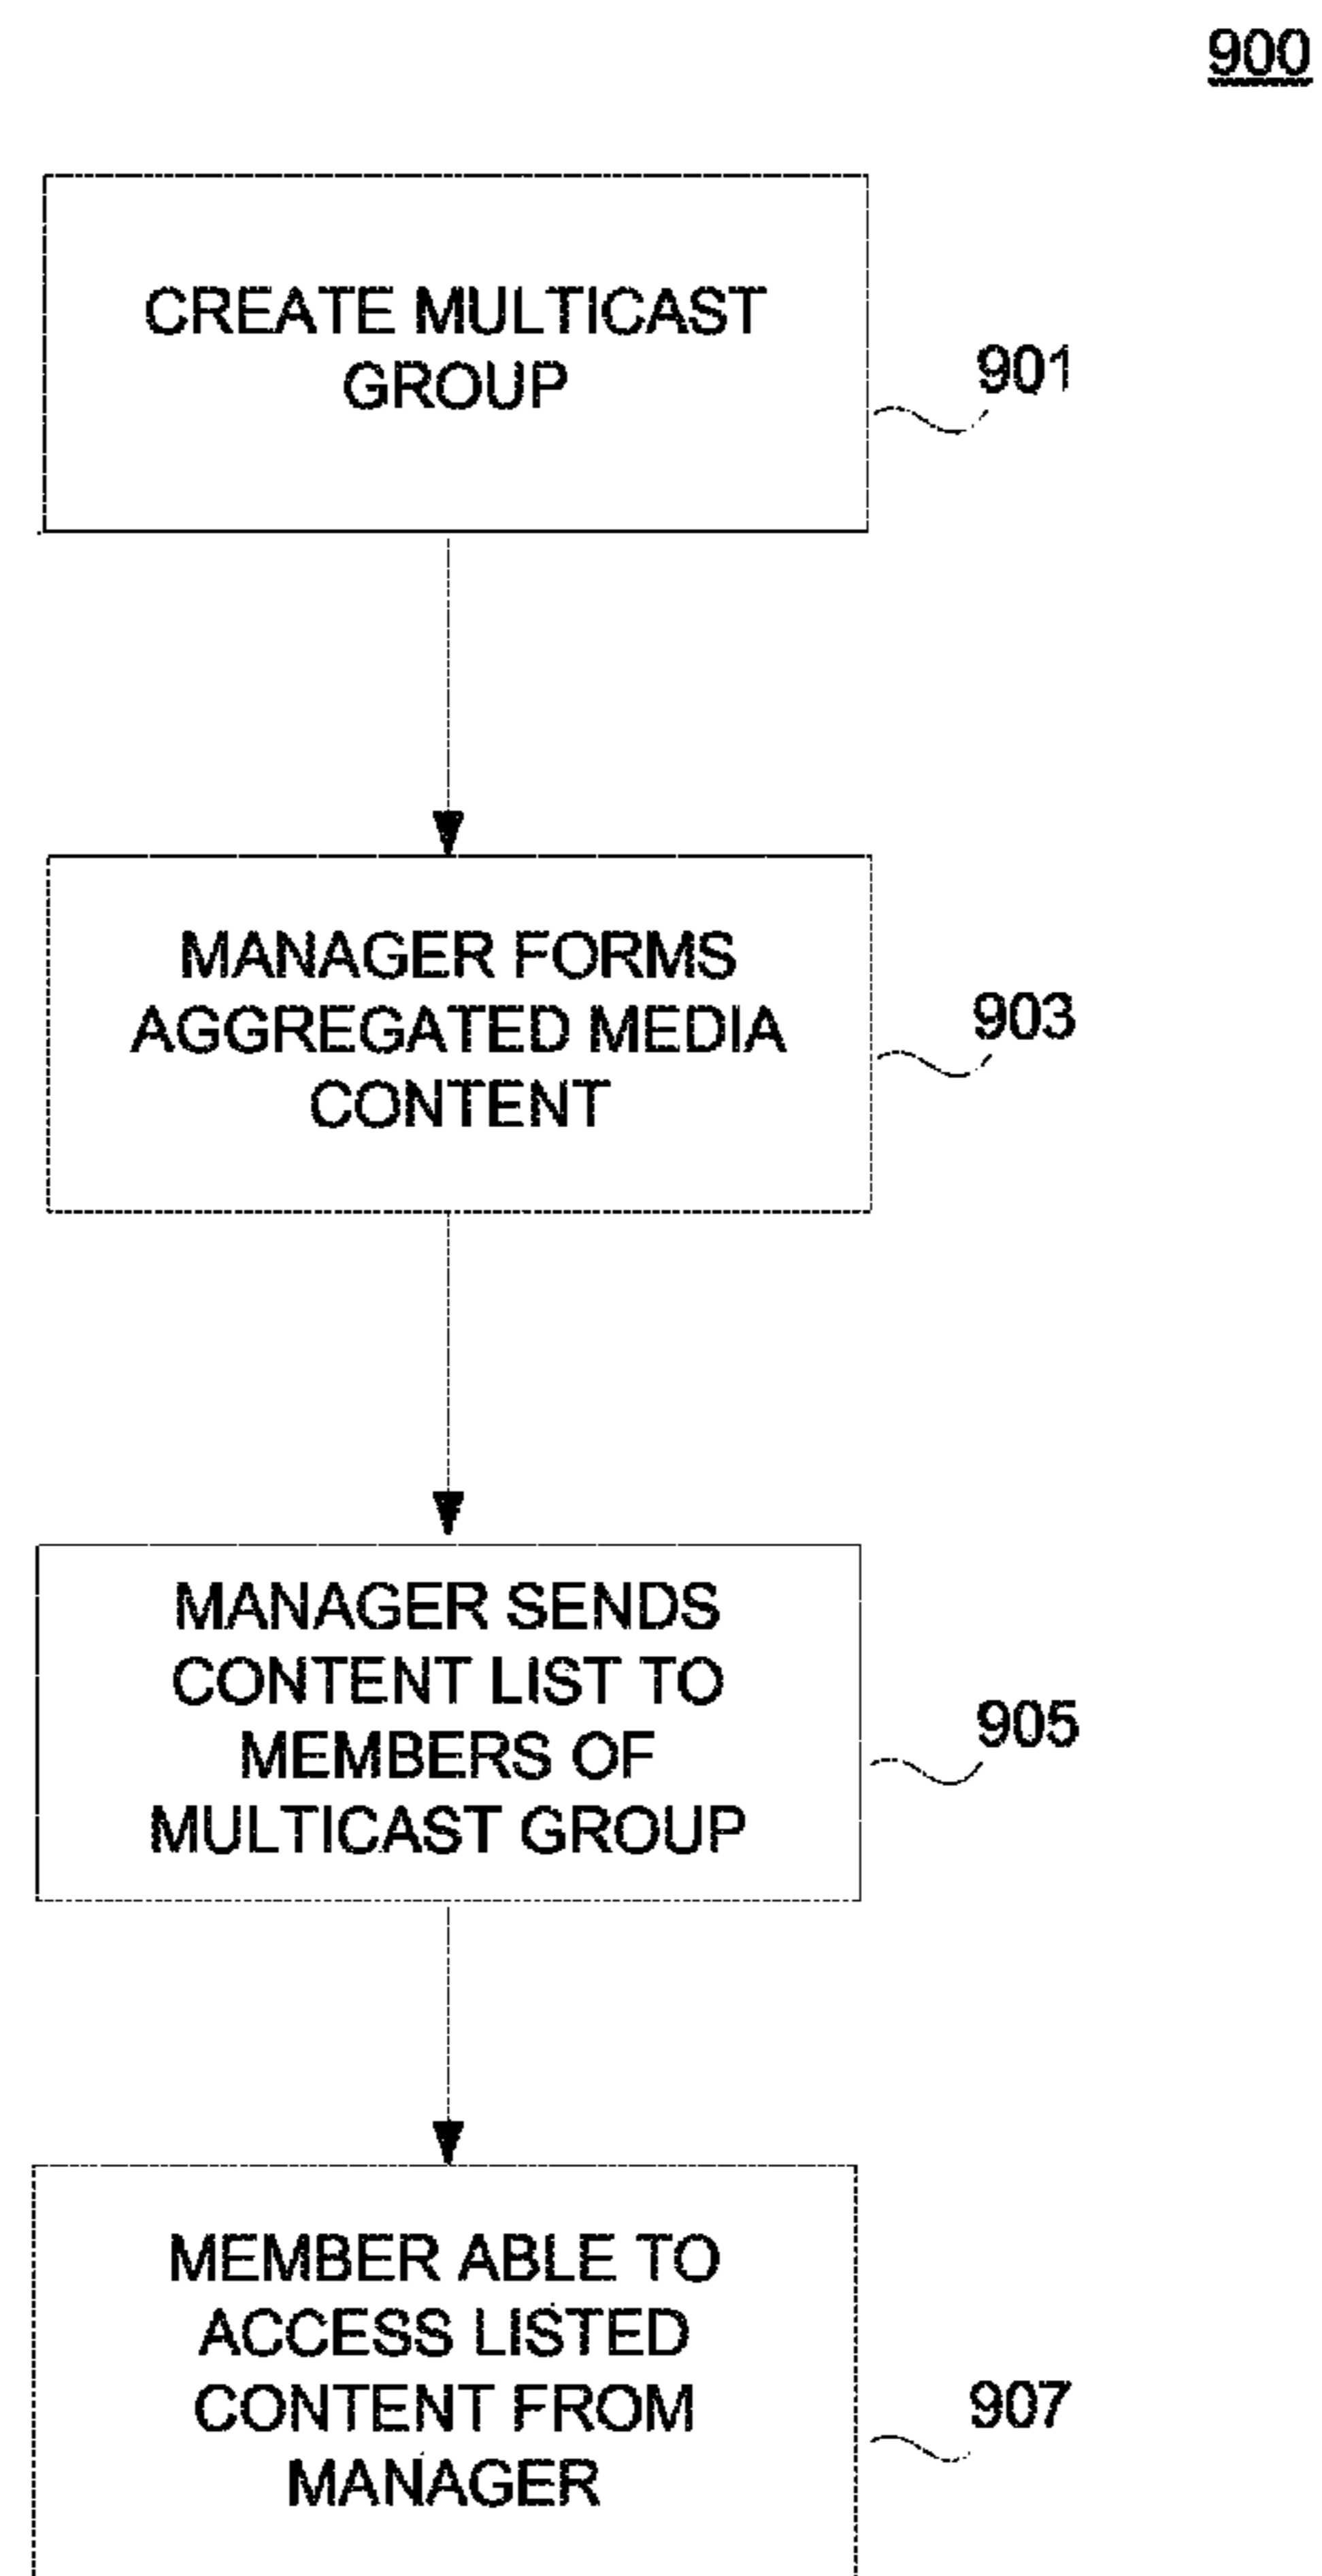 900
CREATE MULTICAST
GROUP
901
MANAGER FORMS
AGGREGATED MEDIA
CONTENT
903
MANAGER SENDS
CONTENT LIST TO
MEMBERS OF
MULTICAST GROUP
905
MEMBER ABLE TO
ACCESS LISTED
CONTENT FROM
MANAGER
907